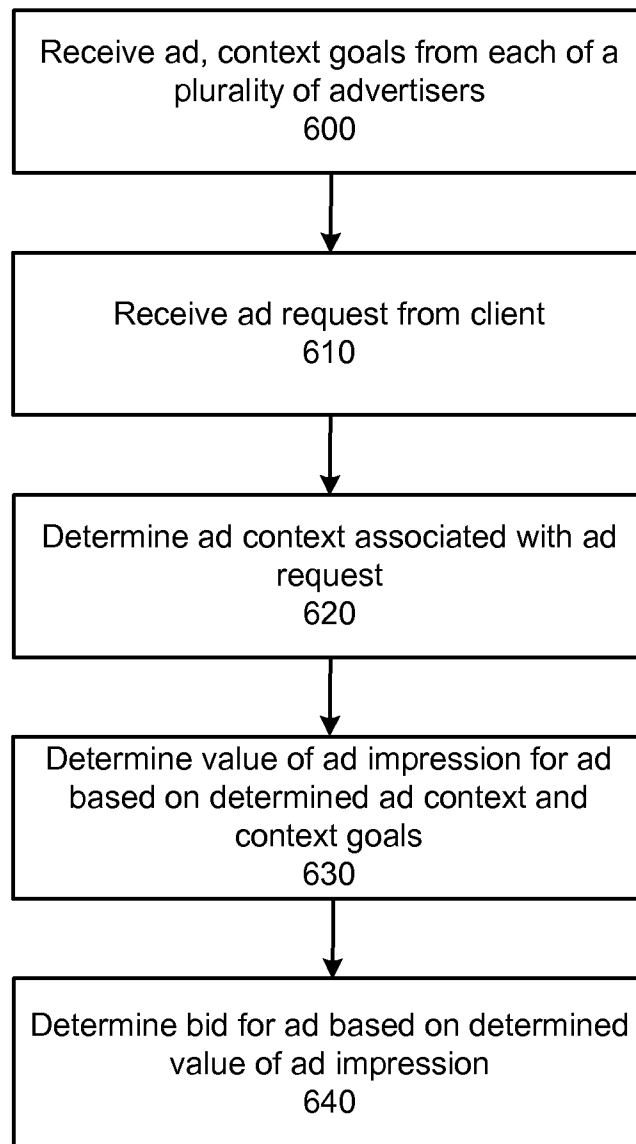 Receive ad, context goals from each of a
plurality of advertisers
600
Receive ad request from client
610
Determine ad context associated with ad
request
620
Determine value of ad impression for ad
based on determined ad context and
context goals
630
Determine bid for ad based on determined
value of ad impression
640